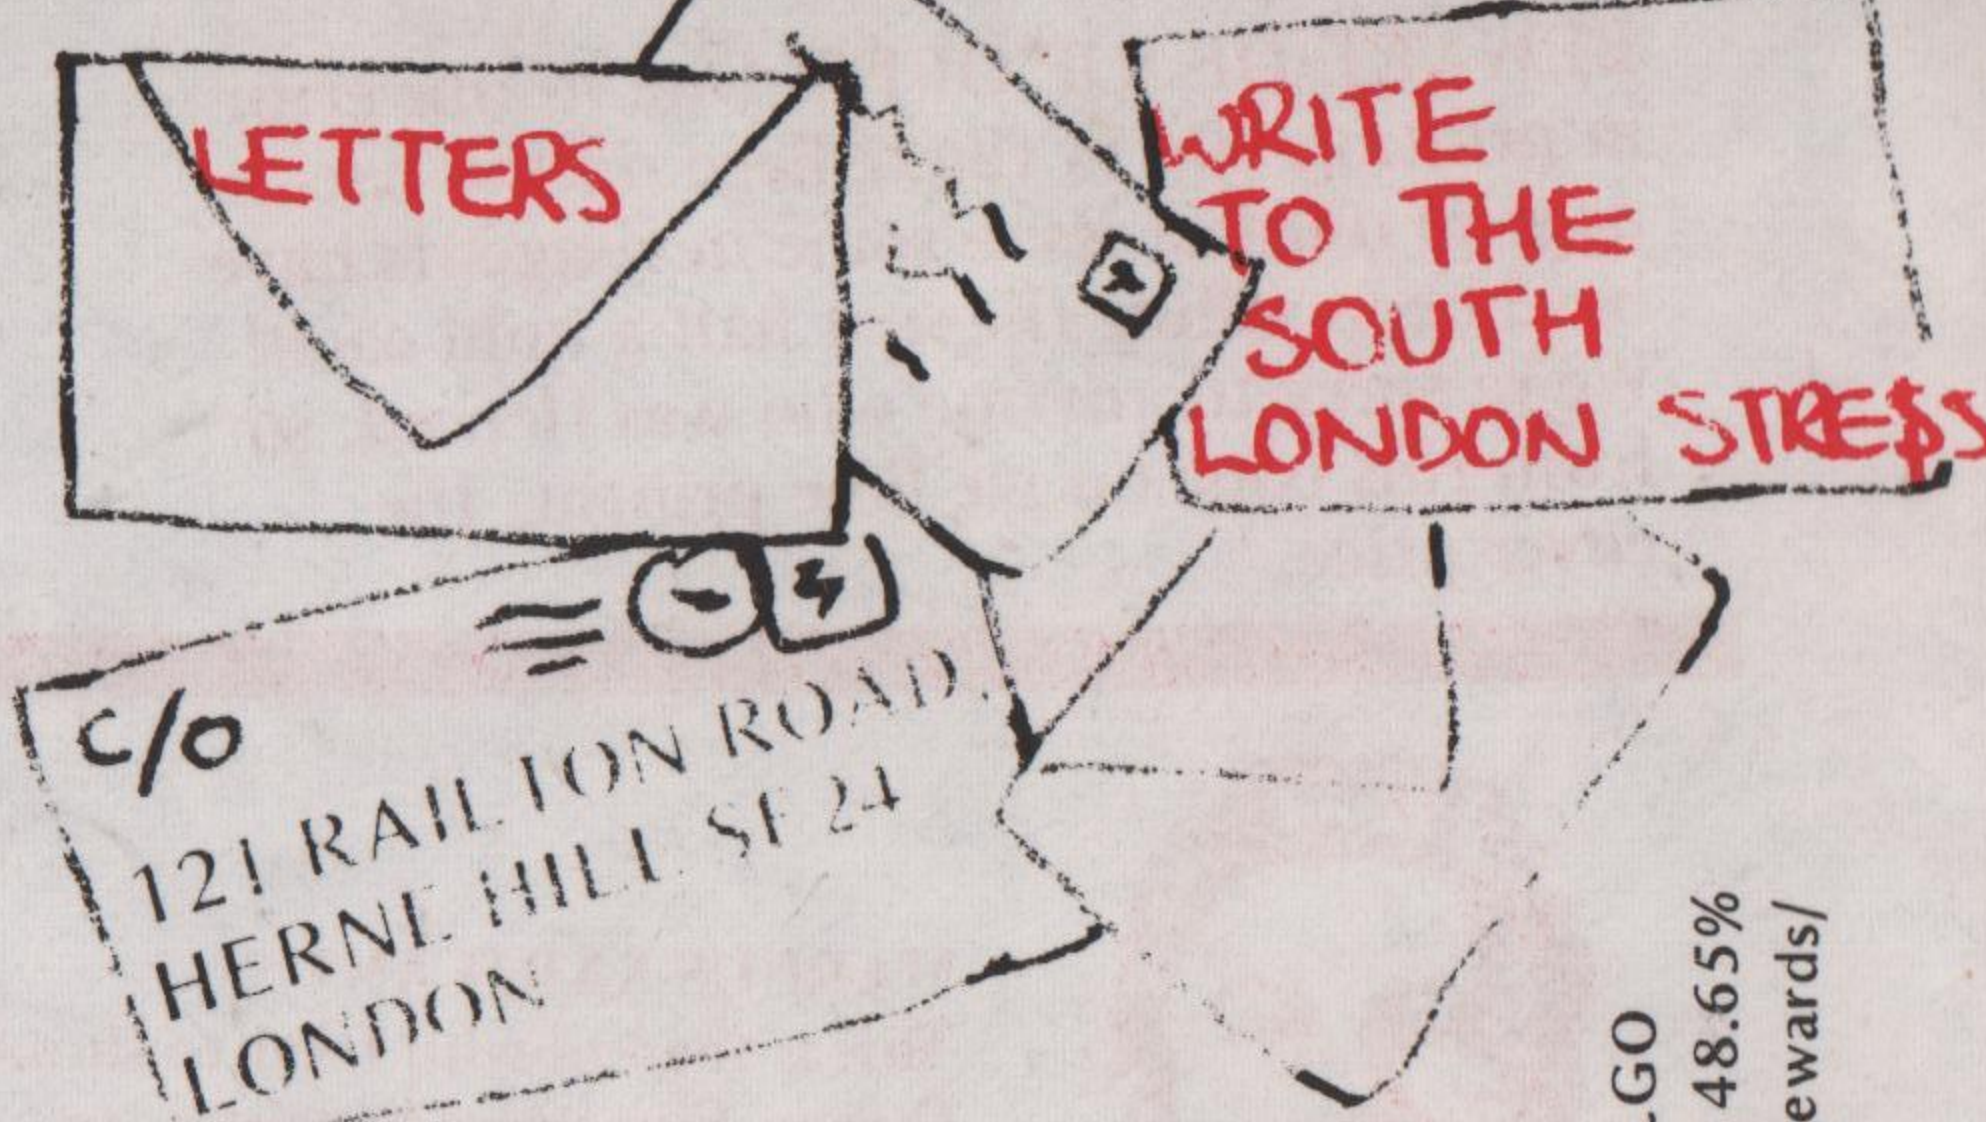 LETTERS
WRITE
TO THE
SOUTH
LONDON STRE$S
C/O
121 RAILTON ROAD,
HERNE HILL SE 24
LONDON
GO
48.65%
ewards/